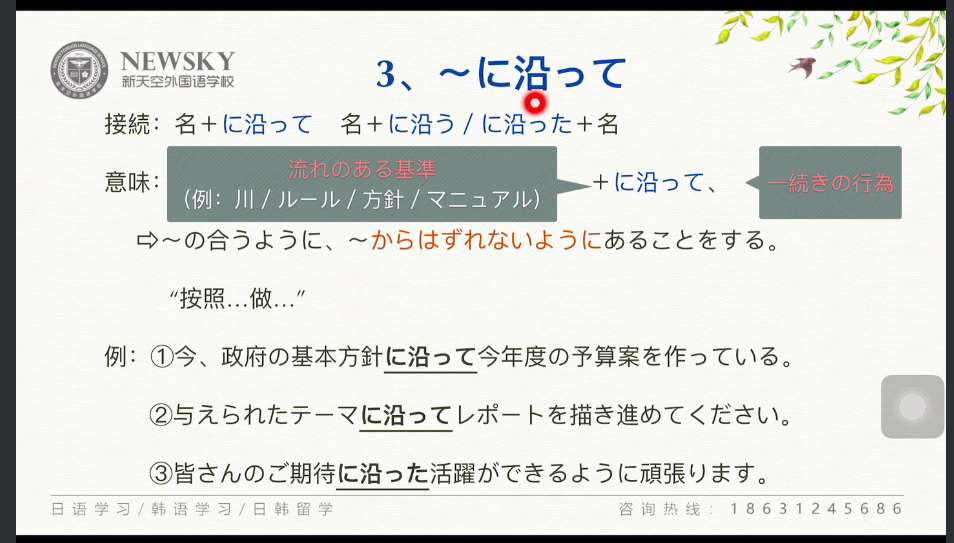 NEWSKY
新天空外国语学校
3、～に沿って
接続：名＋に沿って　名＋に沿う / に沿った＋名
意味：流れのある基準
（例：川 / ルール / 方針 / マニュアル）
＋に沿って、一続きの行為
⇨～の合うように、～からはずれないようにあることをする。
“按照…做…”
例：①今、政府の基本方針に沿って今年度の予算案を作っている。
②与えられたテーマに沿ってレポートを描き進めてください。
③皆さんのご期待に沿った活躍ができるように頑張ります。
日语学习/韩语学习/日韩留学
咨询热线：18631245686